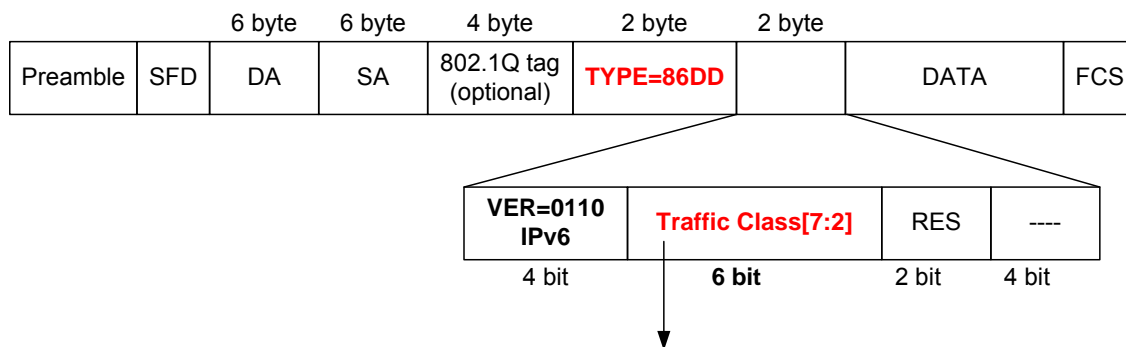 6 byte 6 byte 4 byte 2 byte 2 byte
Preamble SFD DA SA 802.1Q tag (optional) TYPE=86DD DATA FCS
VER=0110 IPv6 Traffic Class[7:2] RES ----
4 bit 6 bit 2 bit 4 bit